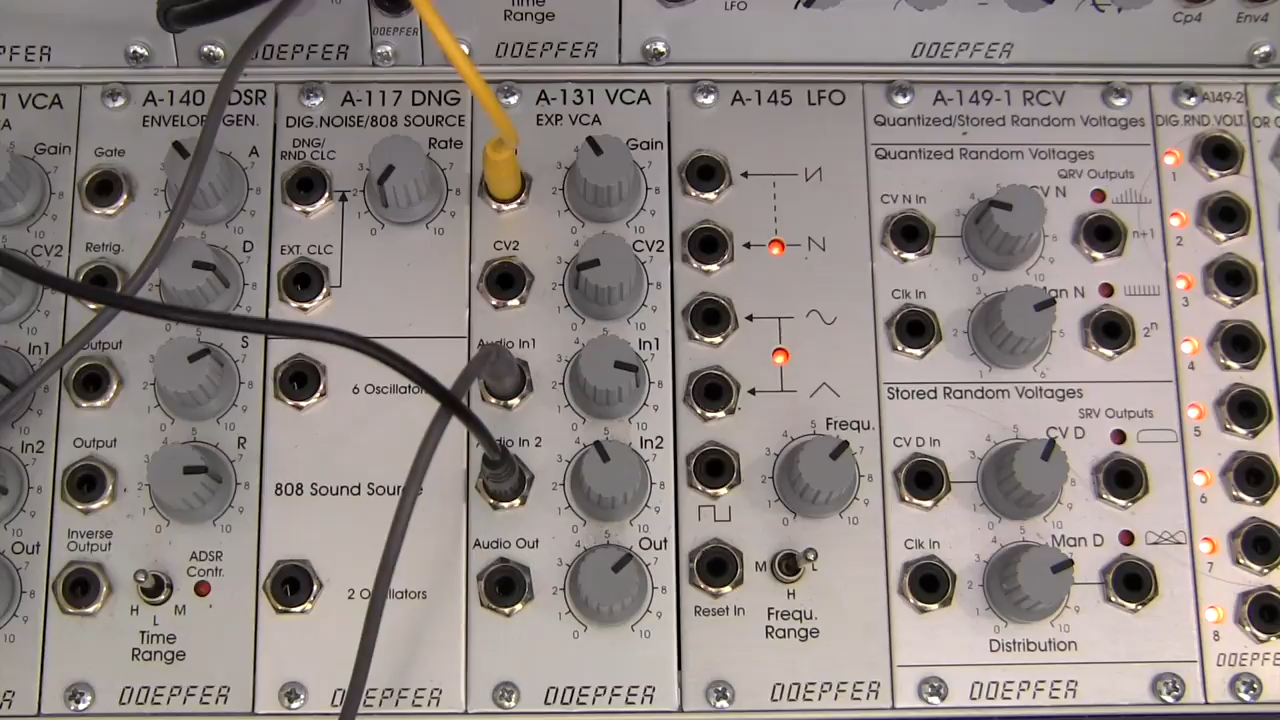 LFO
Time
Range
Cp4
Env4
DOEPFER
DOEPFER
DOEPFER
DOEPFER
DOEPFER
1 VCA
Gain
CV2
In1
In2
Out
A-140 ADSR
ENVELOPE GEN.
Gate
A
Retrig.
D
Output
S
Output
R
Inverse
Output
ADSR
Contr.
H
L
M
Time
Range
DOEPFER
A-117 DNG
DIG.NOISE/808 SOURCE
DNG/
RND CLC
Rate
EXT. CLC
6 Oscillators
808 Sound Source
2 Oscillators
DOEPFER
A-131 VCA
EXP. VCA
Gain
CV2
CV2
Audio In1
In1
Audio In 2
In2
Audio Out
Out
DOEPFER
A-145 LFO
Frequ.
M
H
L
Reset In
Frequ.
Range
DOEPFER
A-149-1 RCV
Quantized/Stored Random Voltages
Quantized Random Voltages
QRV Outputs
CV N In
CV N
n+1
Clk In
Man N
2ⁿ
Stored Random Voltages
SRV Outputs
CV D In
CV D
Clk In
Man D
Distribution
DOEPFER
A149-2
DIG.RND.VOLT.
1
2
3
4
5
6
7
8
DOEPFE